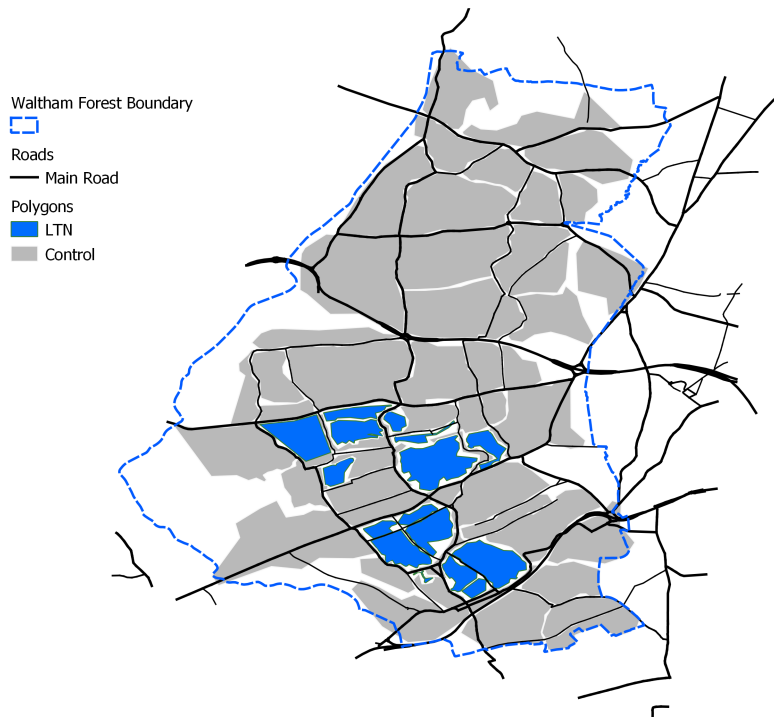 Waltham Forest Boundary
Roads
Main Road
Polygons
LTN
Control